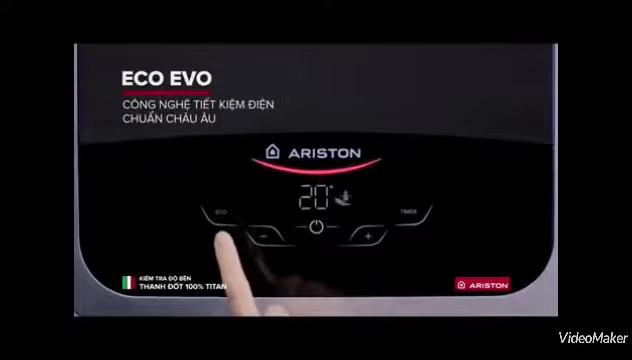 ECO EVO
CÔNG NGHỆ TIẾT KIỆM ĐIỆN
CHUẨN CHÂU ÂU
ARISTON
20°
ECO
TIMER
- +
KIỂM TRA ĐỘ BỀN
THANH ĐỐT 100% TITAN
ARISTON
VideoMaker